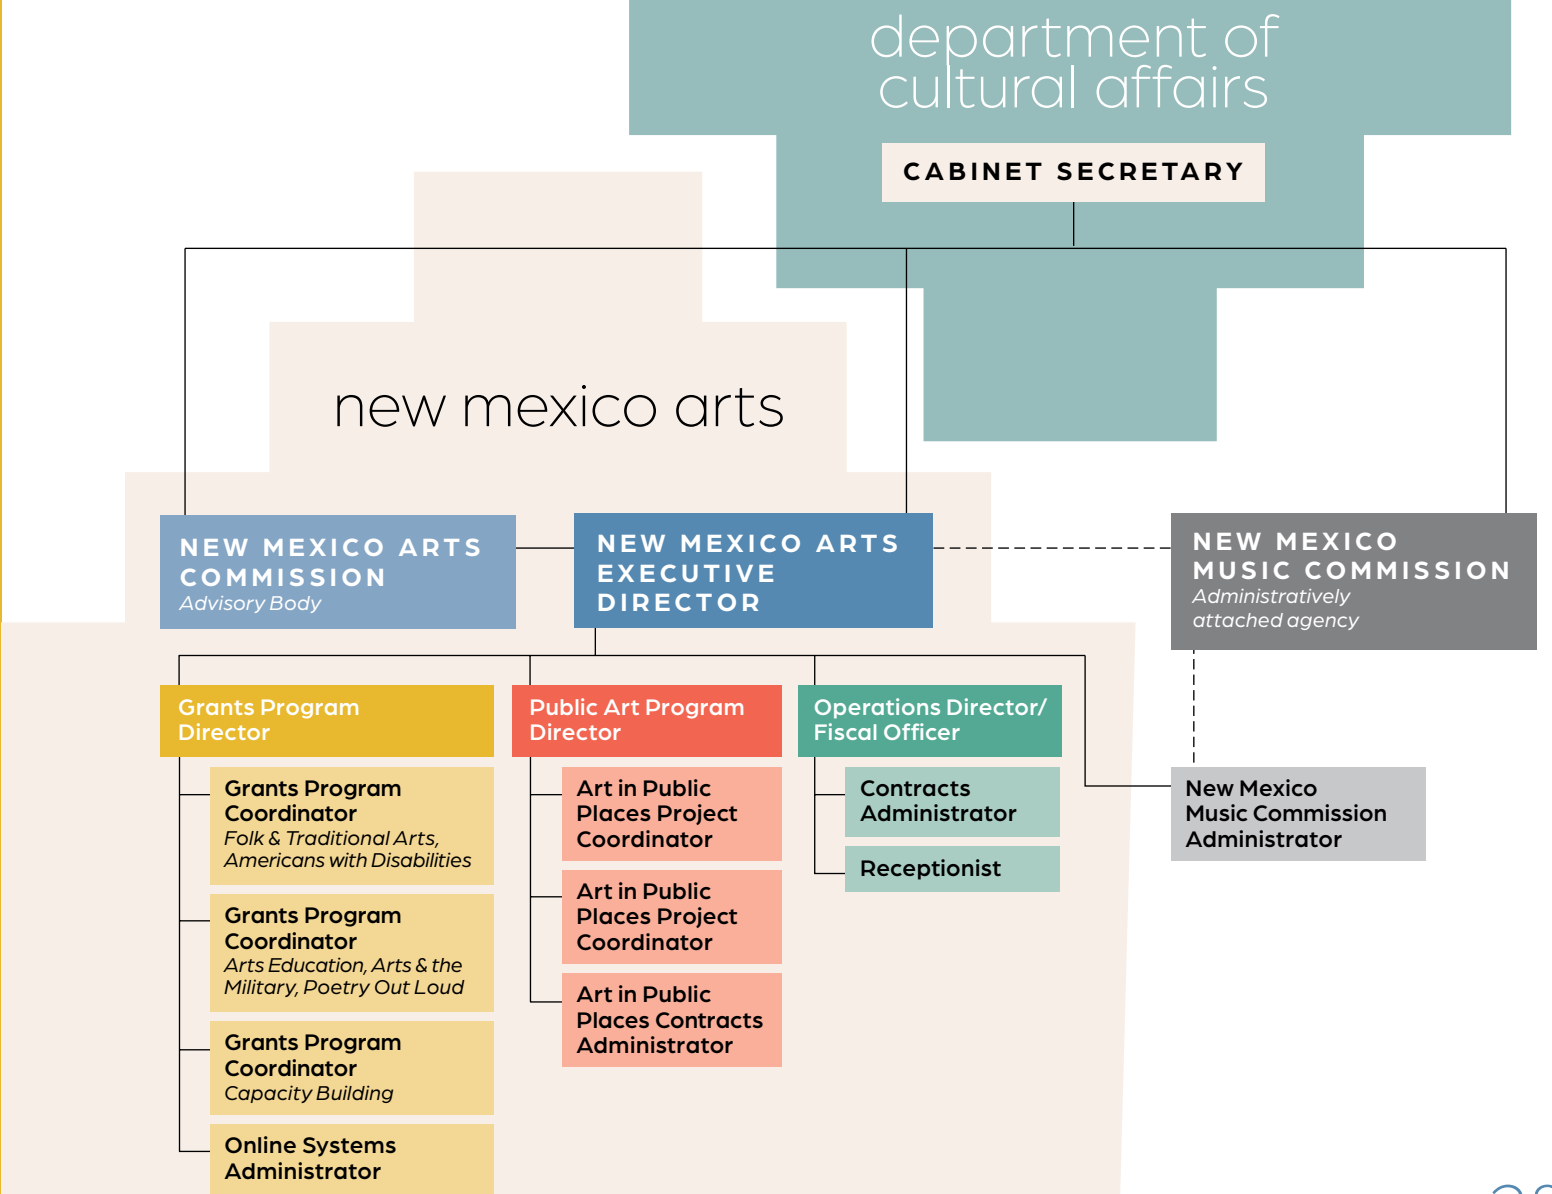 department of
cultural affairs
CABINET SECRETARY
new mexico arts
NEW MEXICO ARTS
COMMISSION
Advisory Body
NEW MEXICO ARTS
EXECUTIVE
DIRECTOR
NEW MEXICO
MUSIC COMMISSION
Administratively
attached agency
Grants Program
Director
Grants Program
Coordinator
Folk & Traditional Arts,
Americans with Disabilities
Grants Program
Coordinator
Arts Education, Arts & the
Military, Poetry Out Loud
Grants Program
Coordinator
Capacity Building
Online Systems
Administrator
Public Art Program
Director
Art in Public
Places Project
Coordinator
Art in Public
Places Project
Coordinator
Art in Public
Places Contracts
Administrator
Operations Director/
Fiscal Officer
Contracts
Administrator
Receptionist
New Mexico
Music Commission
Administrator